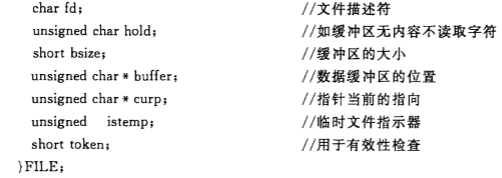 char fd; //文件描述符
unsigned char hold; //如缓冲区无内容不读取字符
short bsize; //缓冲区的大小
unsigned char * buffer; //数据缓冲区的位置
unsigned char * curp; //指针当前的指向
unsigned istemp; //临时文件指示器
short token; //用于有效性检查
}FILE;